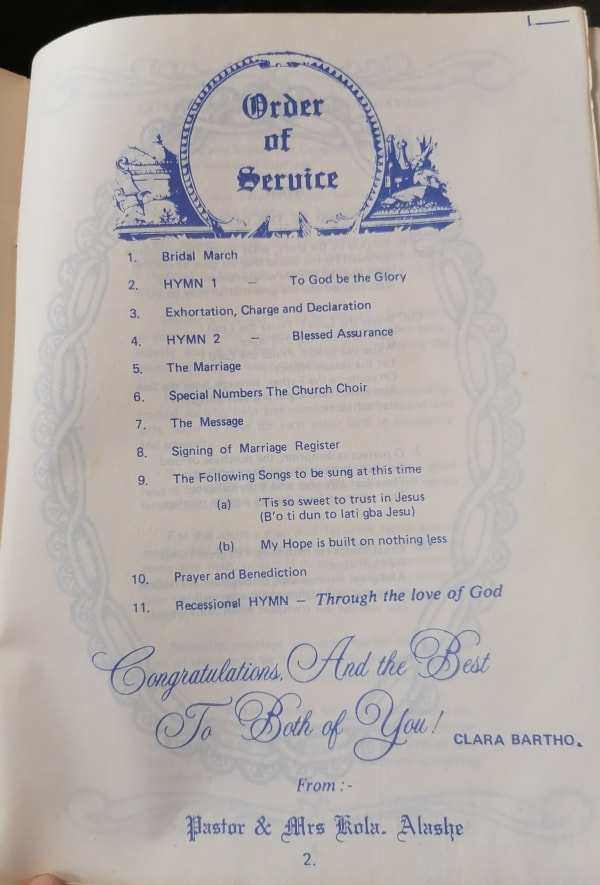 Order
of
Service
1. Bridal March
2. HYMN 1 – To God be the Glory
3. Exhortation, Charge and Declaration
4. HYMN 2 – Blessed Assurance
5. The Marriage
6. Special Numbers The Church Choir
7. The Message
8. Signing of Marriage Register
9. The Following Songs to be sung at this time
(a) 'Tis so sweet to trust in Jesus
(B'o ti dun to lati gba Jesu)
(b) My Hope is built on nothing less
10. Prayer and Benediction
11. Recessional HYMN – Through the love of God
Congratulations, And the Best
To Both of You!
CLARA BARTHO.
From :-
Pastor & Mrs Kola. Alashe
2.